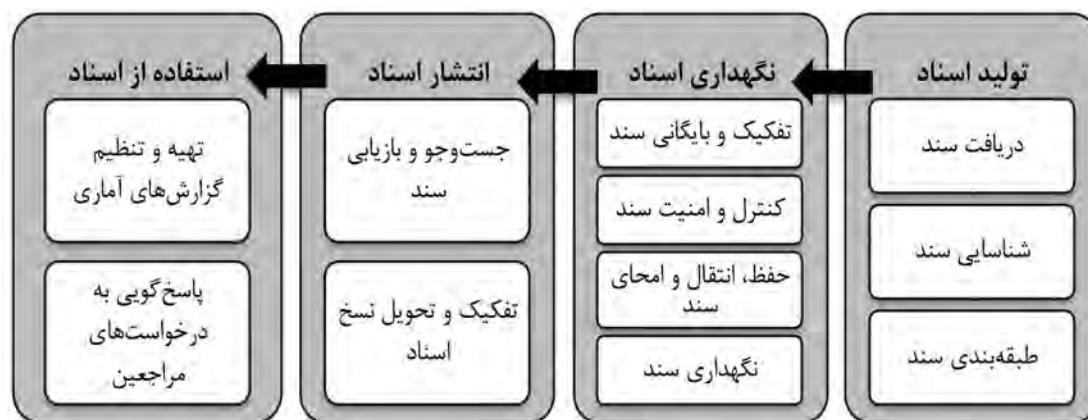 تولید اسناد
دریافت سند
شناسایی سند
طبقه‌بندی سند
نگهداری اسناد
تفکیک و بایگانی سند
کنترل و امنیت سند
حفظ، انتقال و امحای
سند
نگهداری سند
انتشار اسناد
جست‌وجو و بازیابی
سند
تفکیک و تحویل نسخ
اسناد
استفاده از اسناد
تهیه و تنظیم
گزارش‌های آماری
پاسخ‌گویی به
درخواست‌های
مراجعین